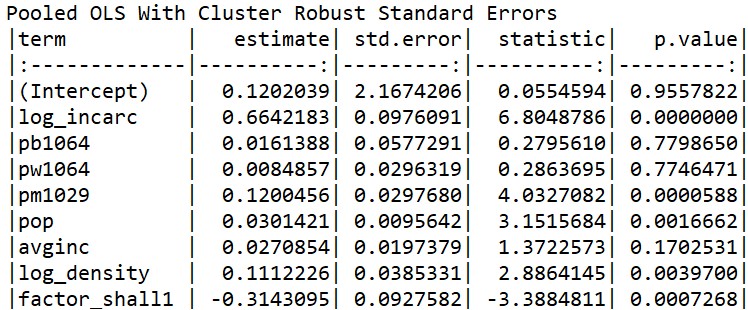 Pooled OLS With Cluster Robust Standard Errors
|term         |   estimate| std.error|  statistic|   p.value|
|:------------|----------:|---------:|----------:|---------:|
|(Intercept)  |  0.1202039| 2.1674206|  0.0554594| 0.9557822|
|log_incarc   |  0.6642183| 0.0976091|  6.8048786| 0.0000000|
|pb1064       |  0.0161388| 0.0577291|  0.2795610| 0.7798650|
|pw1064       |  0.0084857| 0.0296319|  0.2863695| 0.7746471|
|pm1029       |  0.1200456| 0.0297680|  4.0327082| 0.0000588|
|pop          |  0.0301421| 0.0095642|  3.1515684| 0.0016662|
|avginc       |  0.0270854| 0.0197379|  1.3722573| 0.1702531|
|log_density  |  0.1112226| 0.0385331|  2.8864145| 0.0039700|
|factor_shall1 | -0.3143095| 0.0927582| -3.3884811| 0.0007268|